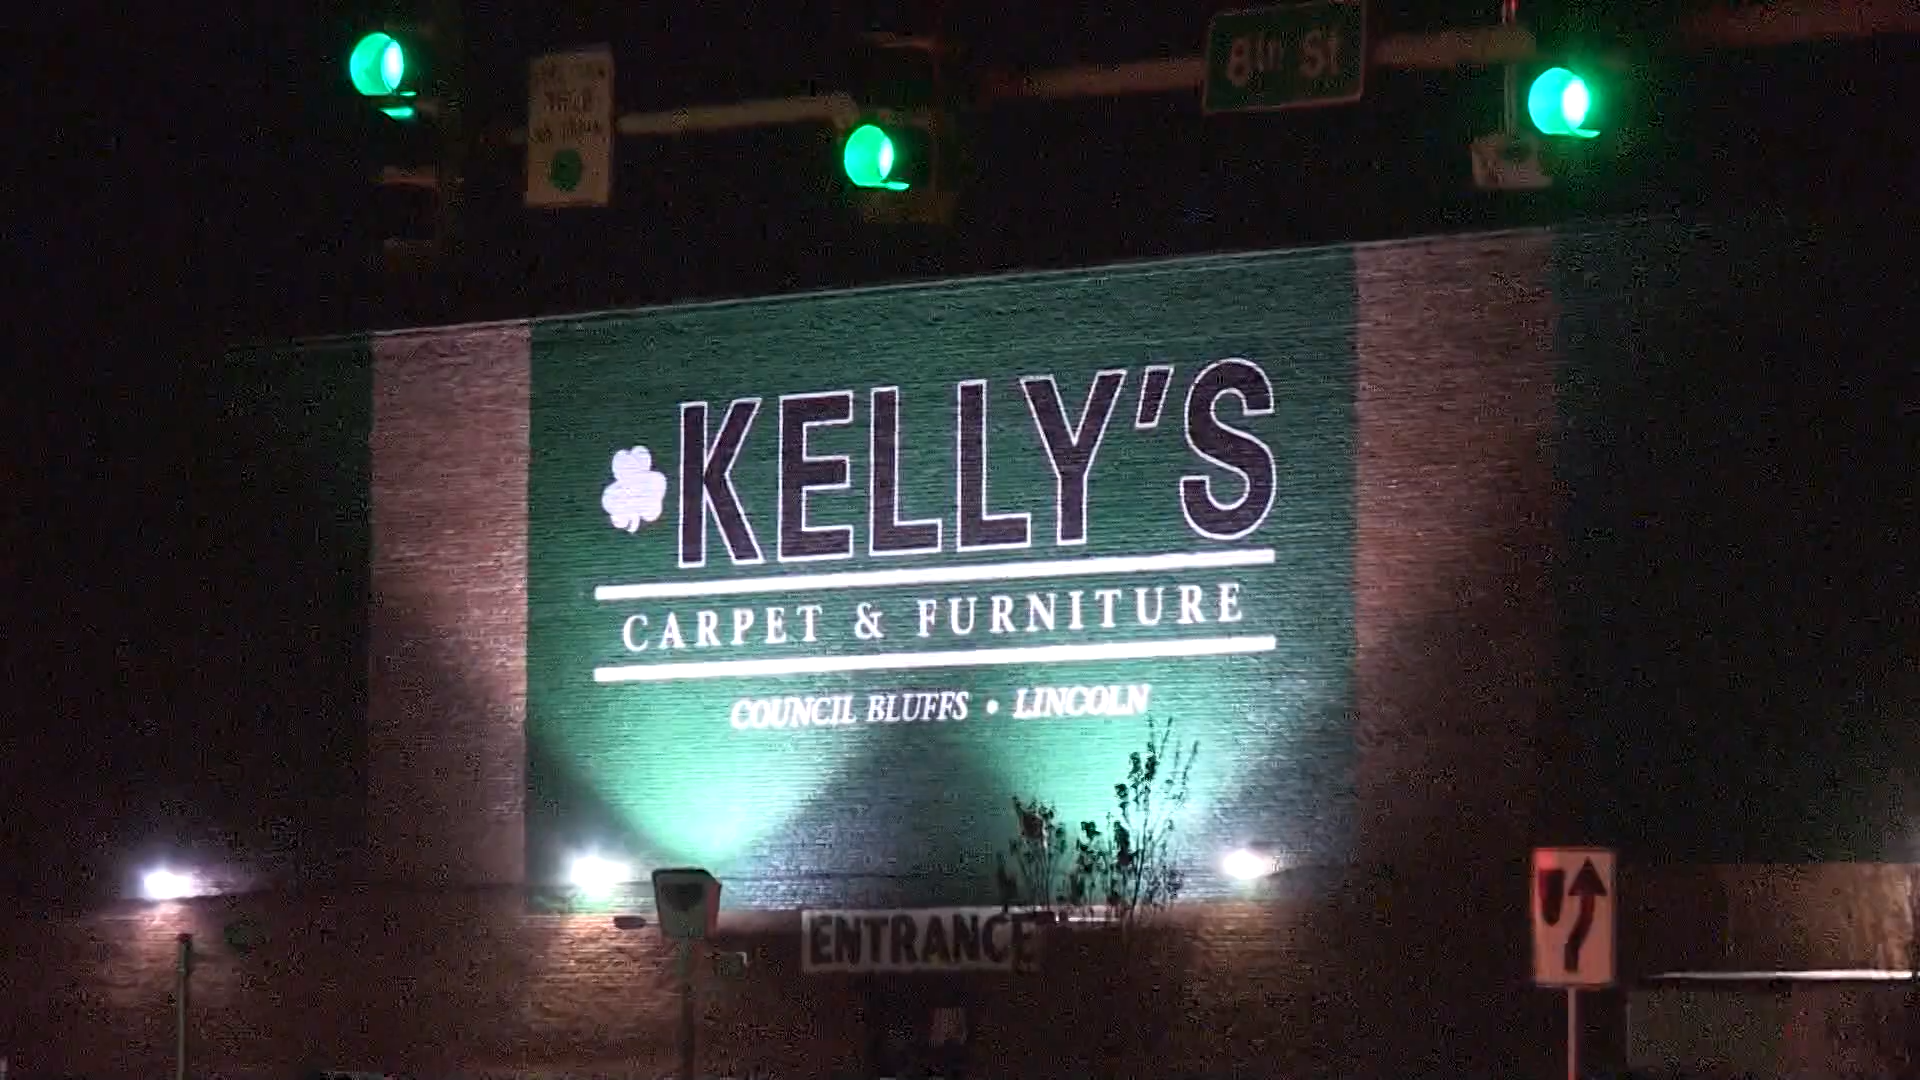 8th St
KELLY'S
CARPET & FURNITURE
COUNCIL BLUFFS • LINCOLN
ENTRANCE